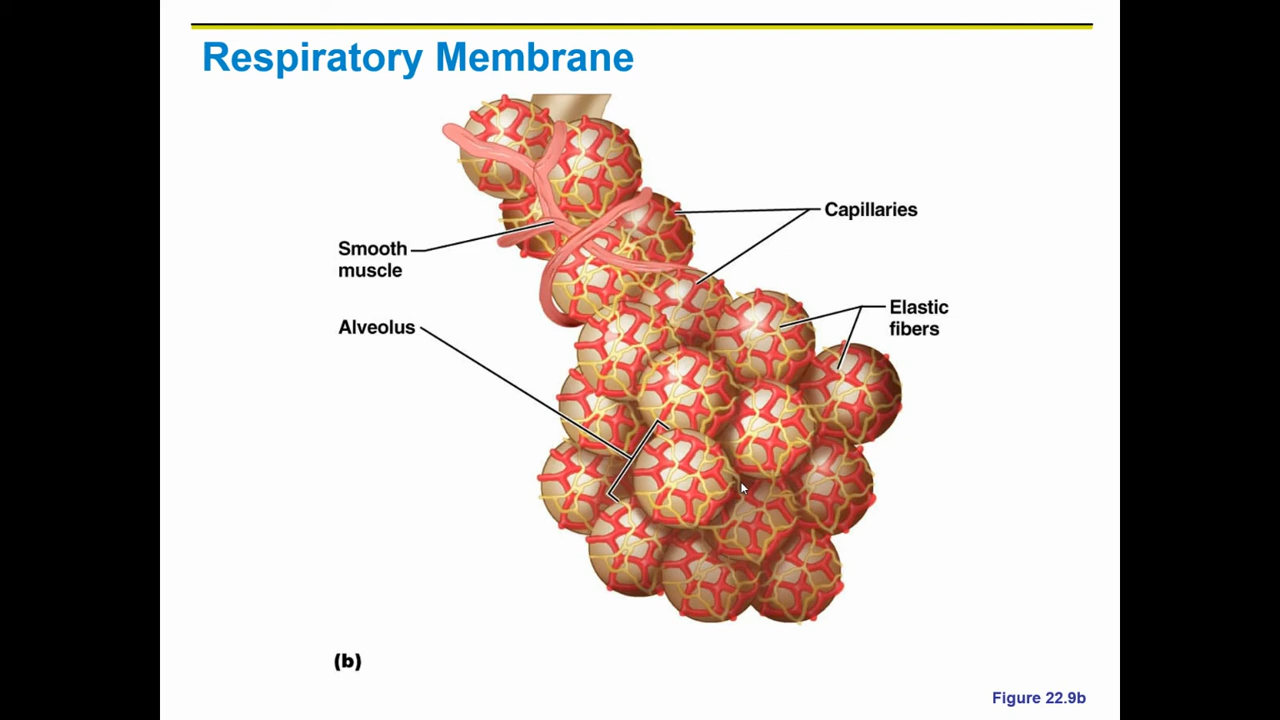 Respiratory Membrane
Capillaries
Smooth
muscle
Elastic
fibers
Alveolus
(b)
Figure 22.9b